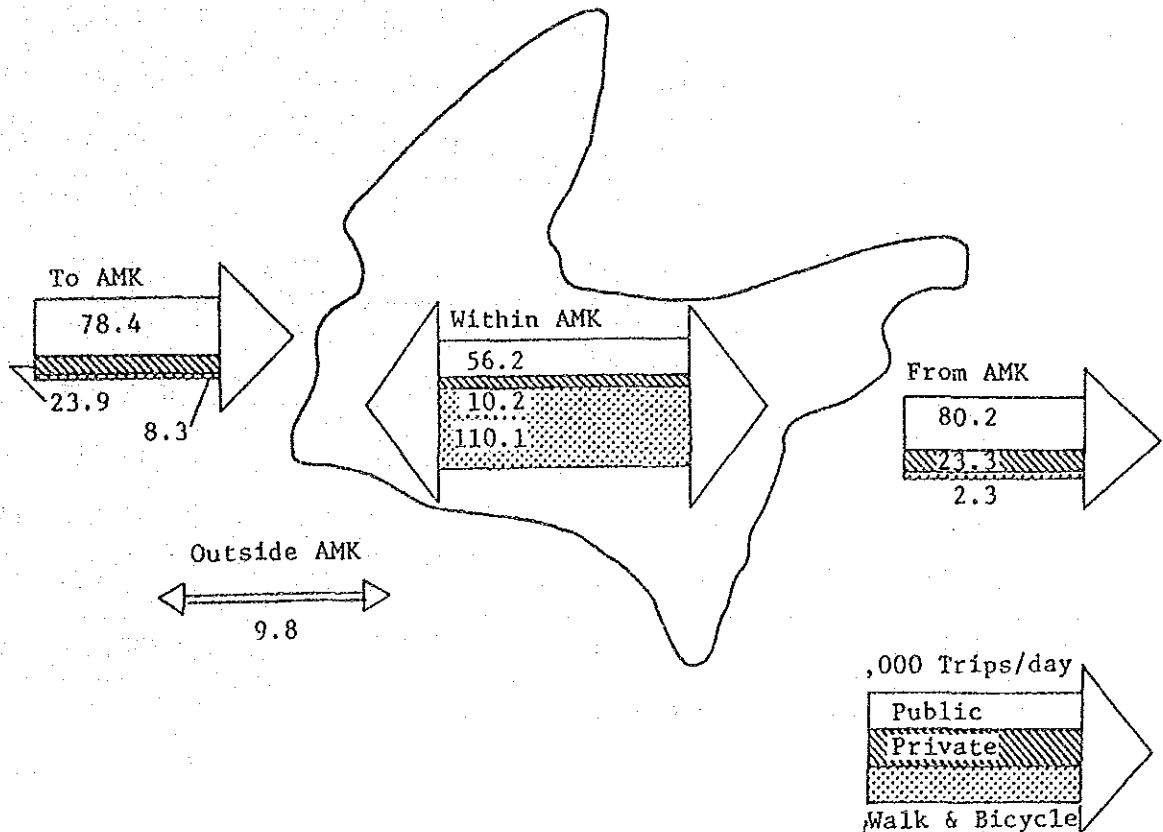 To AMK
78.4
23.9
8.3
Within AMK
56.2
10.2
110.1
From AMK
80.2
23.3
2.3
Outside AMK
9.8
,000 Trips/day
Public
Private
Walk & Bicycle